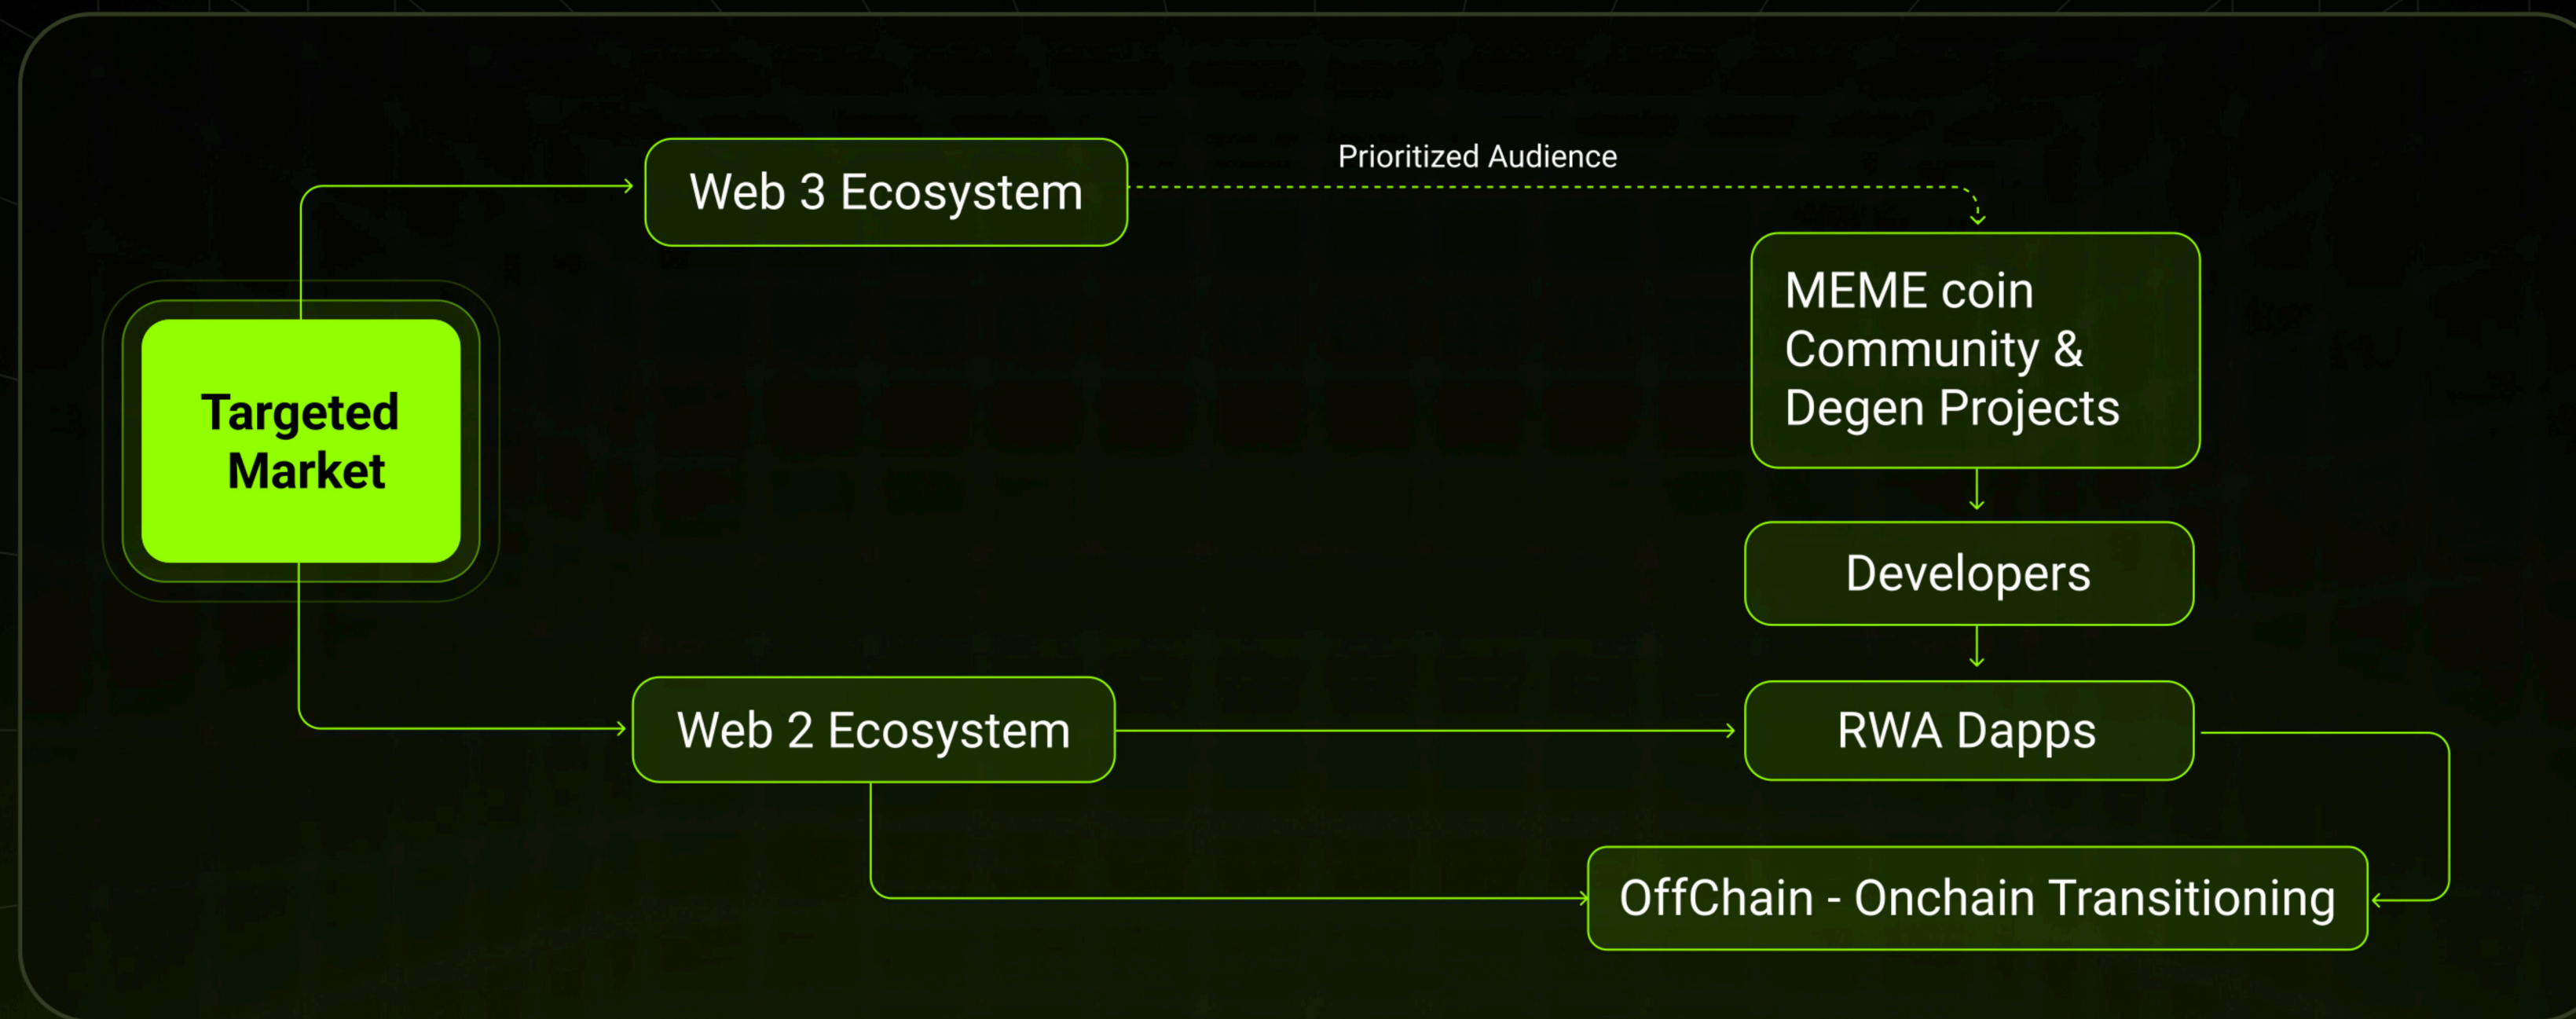 Prioritized Audience
Web 3 Ecosystem
MEME coin
Community &
Degen Projects
Targeted
Market
Developers
Web 2 Ecosystem
RWA Dapps
OffChain - Onchain Transitioning